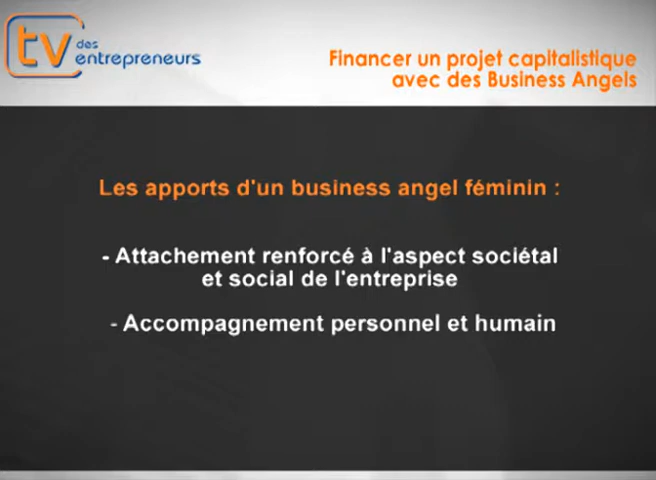 tv des
entrepreneurs
Financer un projet capitalistique
avec des Business Angels
Les apports d'un business angel féminin :
- Attachement renforcé à l'aspect sociétal
et social de l'entreprise
- Accompagnement personnel et humain